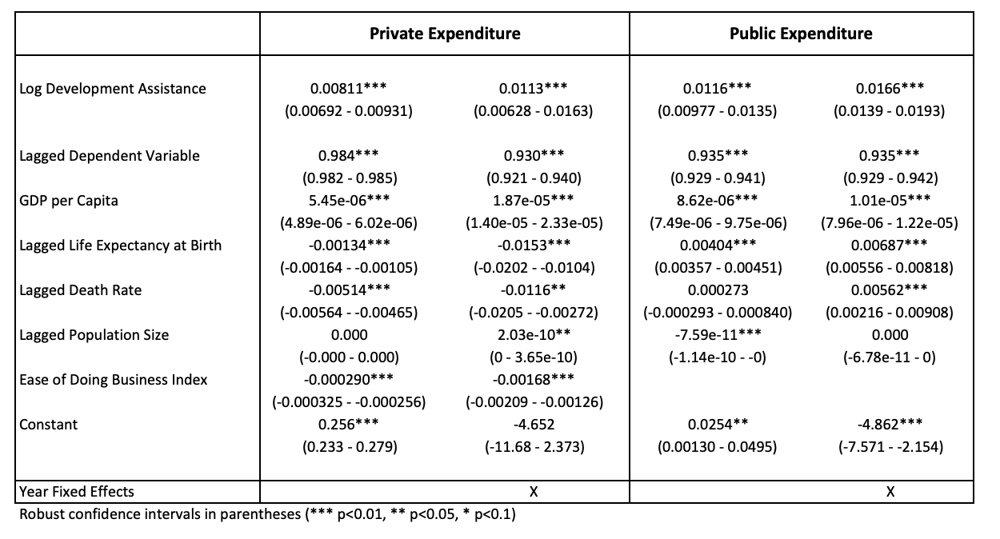 Private Expenditure Public Expenditure
Log Development Assistance 0.00811*** 0.0113*** 0.0116*** 0.0166***
(0.00692 - 0.00931) (0.00628 - 0.0163) (0.00977 - 0.0135) (0.0139 - 0.0193)
Lagged Dependent Variable 0.984*** 0.930*** 0.935*** 0.935***
(0.982 - 0.985) (0.921 - 0.940) (0.929 - 0.941) (0.929 - 0.942)
GDP per Capita 5.45e-06*** 1.87e-05*** 8.62e-06*** 1.01e-05***
(4.89e-06 - 6.02e-06) (1.40e-05 - 2.33e-05) (7.49e-06 - 9.75e-06) (7.96e-06 - 1.22e-05)
Lagged Life Expectancy at Birth -0.00134*** -0.0153*** 0.00404*** 0.00687***
(-0.00164 - -0.00105) (-0.0202 - -0.0104) (0.00357 - 0.00451) (0.00556 - 0.00818)
Lagged Death Rate -0.00514*** -0.0116** 0.000273 0.00562***
(-0.00564 - -0.00465) (-0.0205 - -0.00272) (-0.000293 - 0.000840) (0.00216 - 0.00908)
Lagged Population Size 0.000 2.03e-10** -7.59e-11*** 0.000
(-0.000 - 0.000) (0 - 3.65e-10) (-1.14e-10 - -0) (-6.78e-11 - 0)
Ease of Doing Business Index -0.000290*** -0.00168***
(-0.000325 - -0.000256) (-0.00209 - -0.00126)
Constant 0.256*** -4.652 0.0254** -4.862***
(0.233 - 0.279) (-11.68 - 2.373) (0.00130 - 0.0495) (-7.571 - -2.154)
Year Fixed Effects X X
Robust confidence intervals in parentheses (*** p<0.01, ** p<0.05, * p<0.1)